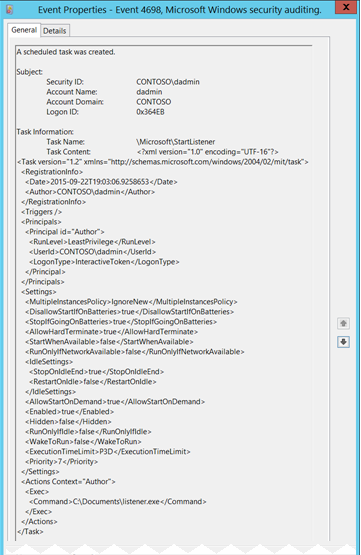 Event Properties - Event 4698, Microsoft Windows security auditing.
General Details
A scheduled task was created.
Subject:
Security ID: CONTOSO\dadmin
Account Name: dadmin
Account Domain: CONTOSO
Logon ID: 0x364EB
Task Information:
Task Name: \Microsoft\StartListener
Task Content: <?xml version="1.0" encoding="UTF-16"?>
<Task version="1.2" xmlns="http://schemas.microsoft.com/windows/2004/02/mit/task">
<RegistrationInfo>
<Date>2015-09-22T19:03:06.9258653</Date>
<Author>CONTOSO\dadmin</Author>
</RegistrationInfo>
<Triggers />
<Principals>
<Principal id="Author">
<RunLevel>LeastPrivilege</RunLevel>
<UserId>CONTOSO\dadmin</UserId>
<LogonType>InteractiveToken</LogonType>
</Principal>
</Principals>
<Settings>
<MultipleInstancesPolicy>IgnoreNew</MultipleInstancesPolicy>
<DisallowStartIfOnBatteries>true</DisallowStartIfOnBatteries>
<StopIfGoingOnBatteries>true</StopIfGoingOnBatteries>
<AllowHardTerminate>true</AllowHardTerminate>
<StartWhenAvailable>false</StartWhenAvailable>
<RunOnlyIfNetworkAvailable>false</RunOnlyIfNetworkAvailable>
<IdleSettings>
<StopOnIdleEnd>true</StopOnIdleEnd>
<RestartOnIdle>false</RestartOnIdle>
</IdleSettings>
<AllowStartOnDemand>true</AllowStartOnDemand>
<Enabled>true</Enabled>
<Hidden>false</Hidden>
<RunOnlyIfIdle>false</RunOnlyIfIdle>
<WakeToRun>false</WakeToRun>
<ExecutionTimeLimit>P3D</ExecutionTimeLimit>
<Priority>7</Priority>
</Settings>
<Actions Context="Author">
<Exec>
<Command>C:\Documents\listener.exe</Command>
</Exec>
</Actions>
</Task>